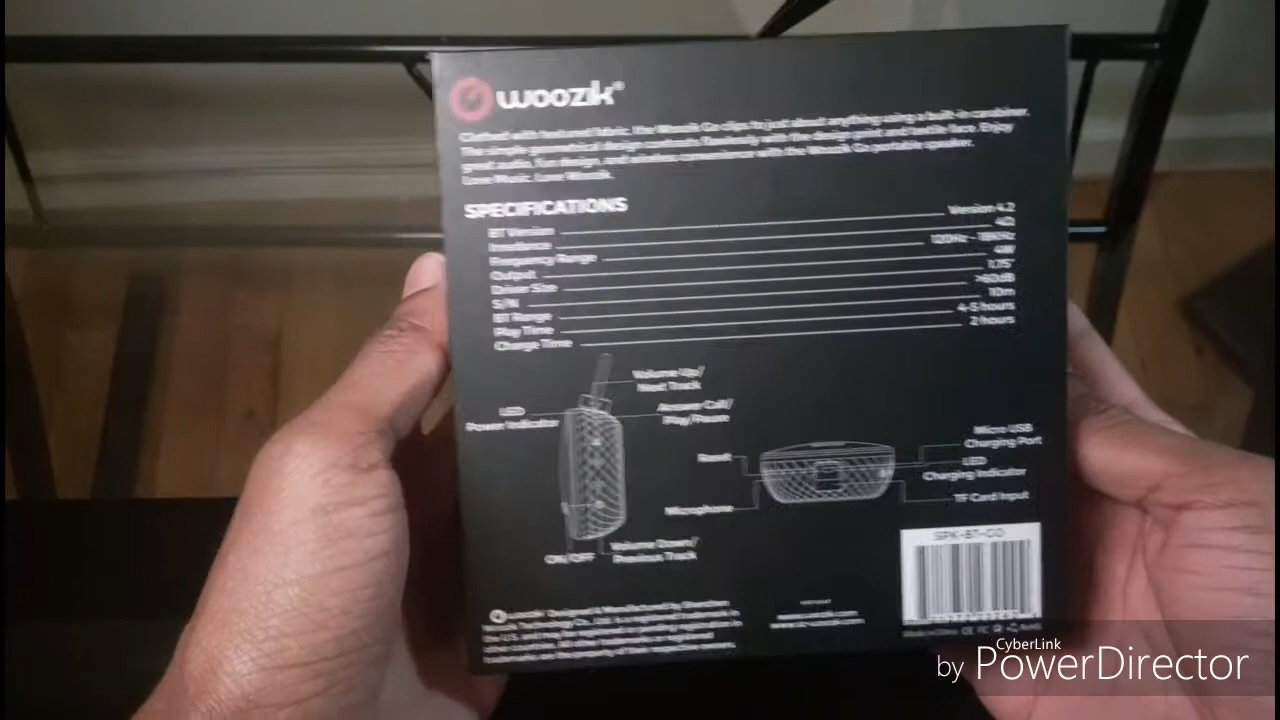 woozik®
Clothed with textured fabric, the Woozik Go clips to just about anything using a built-in carabiner.
The simple geometrical design contrasts flawlessly with the design print and textile face. Enjoy
great audio, fun design, and wireless convenience with the Woozik Go portable speaker.
Love Music. Love Woozik.
SPECIFICATIONS
BT Version Version 4.2
Impedance 4Ω
Frequency Range 120Hz - 18KHz
Output 4W
Driver Size 1.75"
S/N >60dB
BT Range 10m
Play Time 4-5 hours
Charge Time 2 hours
Volume Up/
Next Track
LED
Power Indicator
Answer Call/
Play/Pause
ON/OFF
Volume Down/
Previous Track
Reset
Microphone
Micro USB
Charging Port
LED
Charging Indicator
TF Card Input
SPK-BT-GO
CyberLink
by PowerDirector